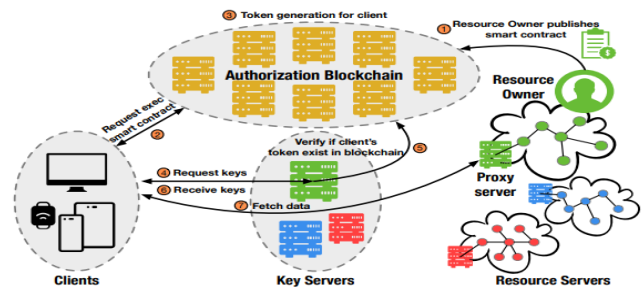 ③ Token generation for client
① Resource Owner publishes
smart contract
$
Authorization Blockchain
Resource
Owner
Request exec
smart contract
②
Verify if client's
token exist in blockchain
⑤
④ Request keys
⑥ Receive keys
⑦ Fetch data
Proxy
server
Clients
Key Servers
Resource Servers